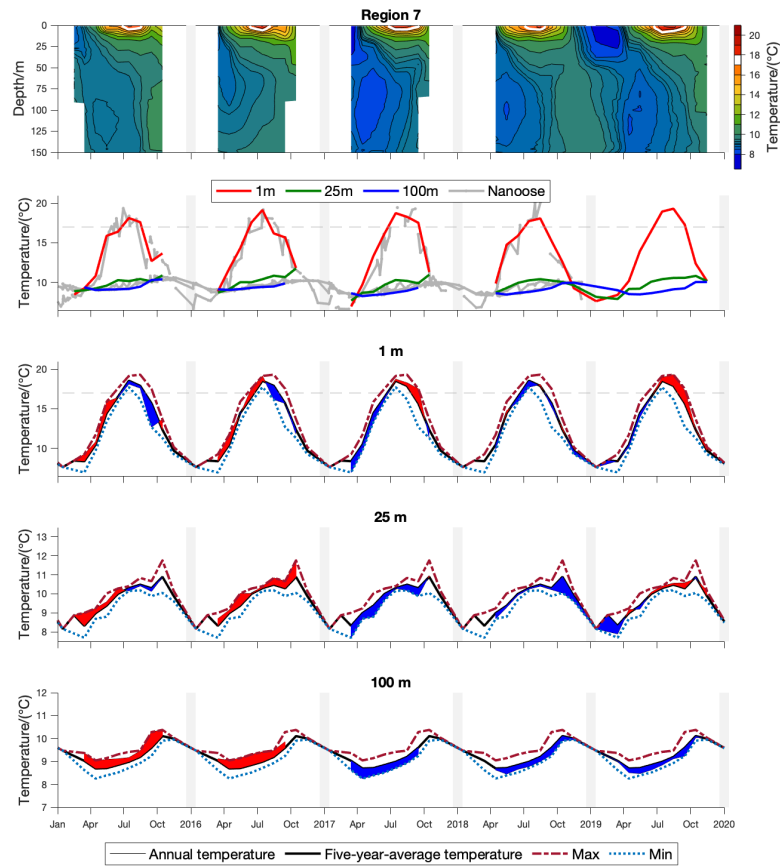 Region 7
0
25
50
75
100
125
150
Depth/m
20
18
16
14
12
10
8
Temperature/(°C)
1m 25m 100m Nanoose
20
15
10
Temperature/(°C)
1 m
20
15
10
Temperature/(°C)
25 m
13
12
11
10
9
8
Temperature/(°C)
100 m
12
11
10
9
8
7
Temperature/(°C)
Jan Apr Jul Oct 2016 Apr Jul Oct 2017 Apr Jul Oct 2018 Apr Jul Oct 2019 Apr Jul Oct 2020
Annual temperature Five-year-average temperature Max Min